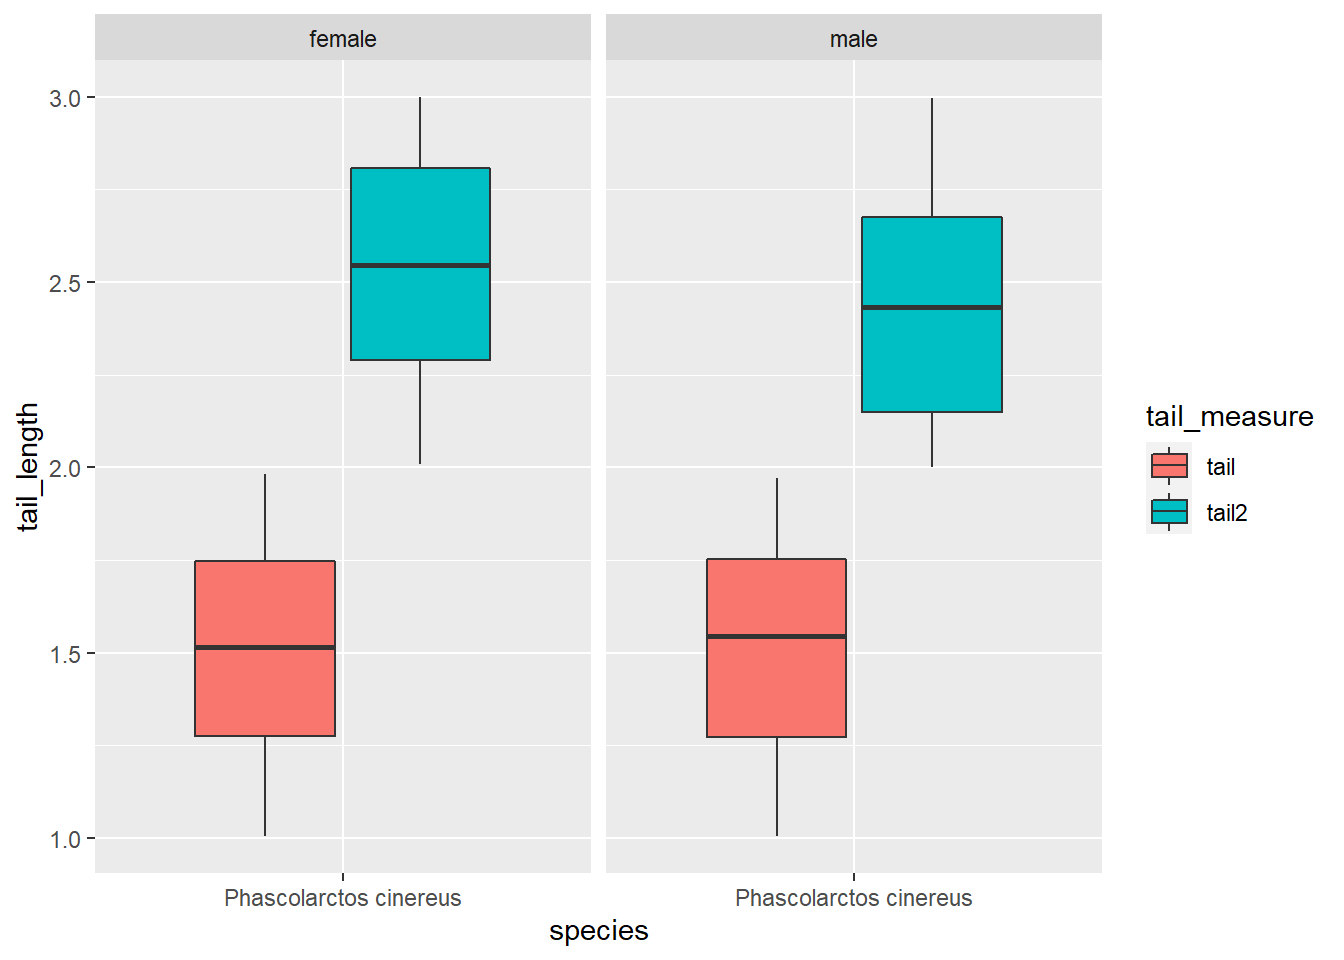 female
male
3.0
2.5
2.0
1.5
1.0
tail_length
Phascolarctos cinereus
Phascolarctos cinereus
species
tail_measure
tail
tail2